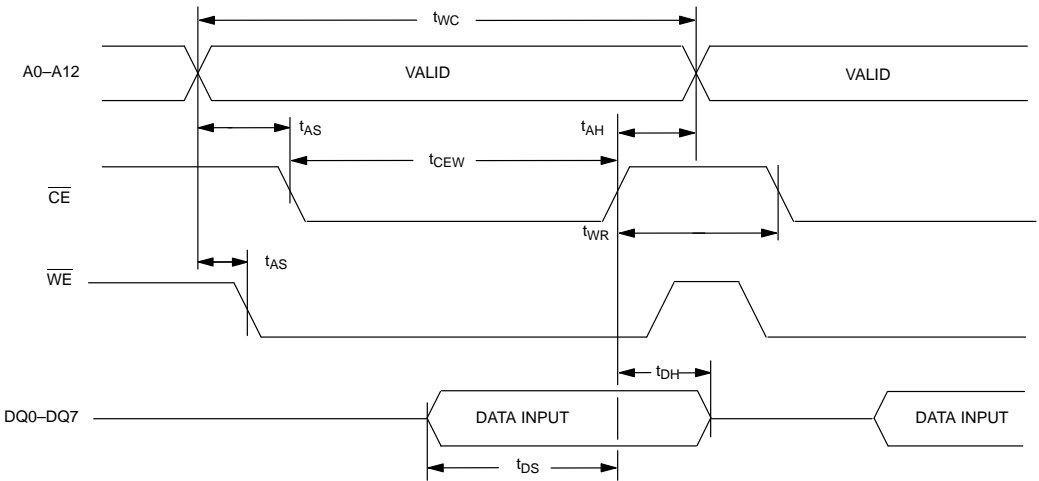 tWC
A0–A12 VALID VALID
tAS tAH
tCEW
CE
tWR
tAS
WE
tDH
DQ0–DQ7 DATA INPUT DATA INPUT
tDS